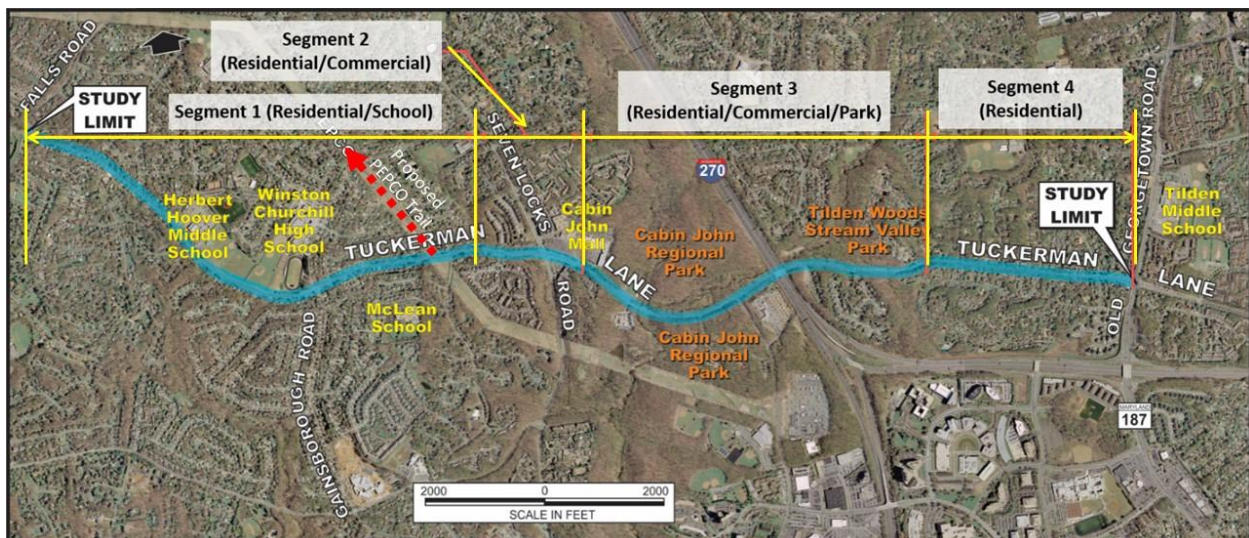 Segment 2
(Residential/Commercial)
Segment 1 (Residential/School)
Segment 3
(Residential/Commercial/Park)
Segment 4
(Residential)
FALLS ROAD
STUDY
LIMIT
Proposed
PEPCO Trail
SEVEN LOCKS
ROAD
270
GEORGETOWN ROAD
OLD
Herbert
Hoover
Middle
School
Winston
Churchill
High
School
TUCKERMAN
LANE
McLean
School
GAINSBOROUGH ROAD
Cabin
John
Mall
Cabin John
Regional
Park
Cabin John
Regional
Park
Tilden Woods
Stream Valley
Park
STUDY
LIMIT
TUCKERMAN
LANE
Tilden
Middle
School
MARYLAND
187
2000
0
2000
SCALE IN FEET